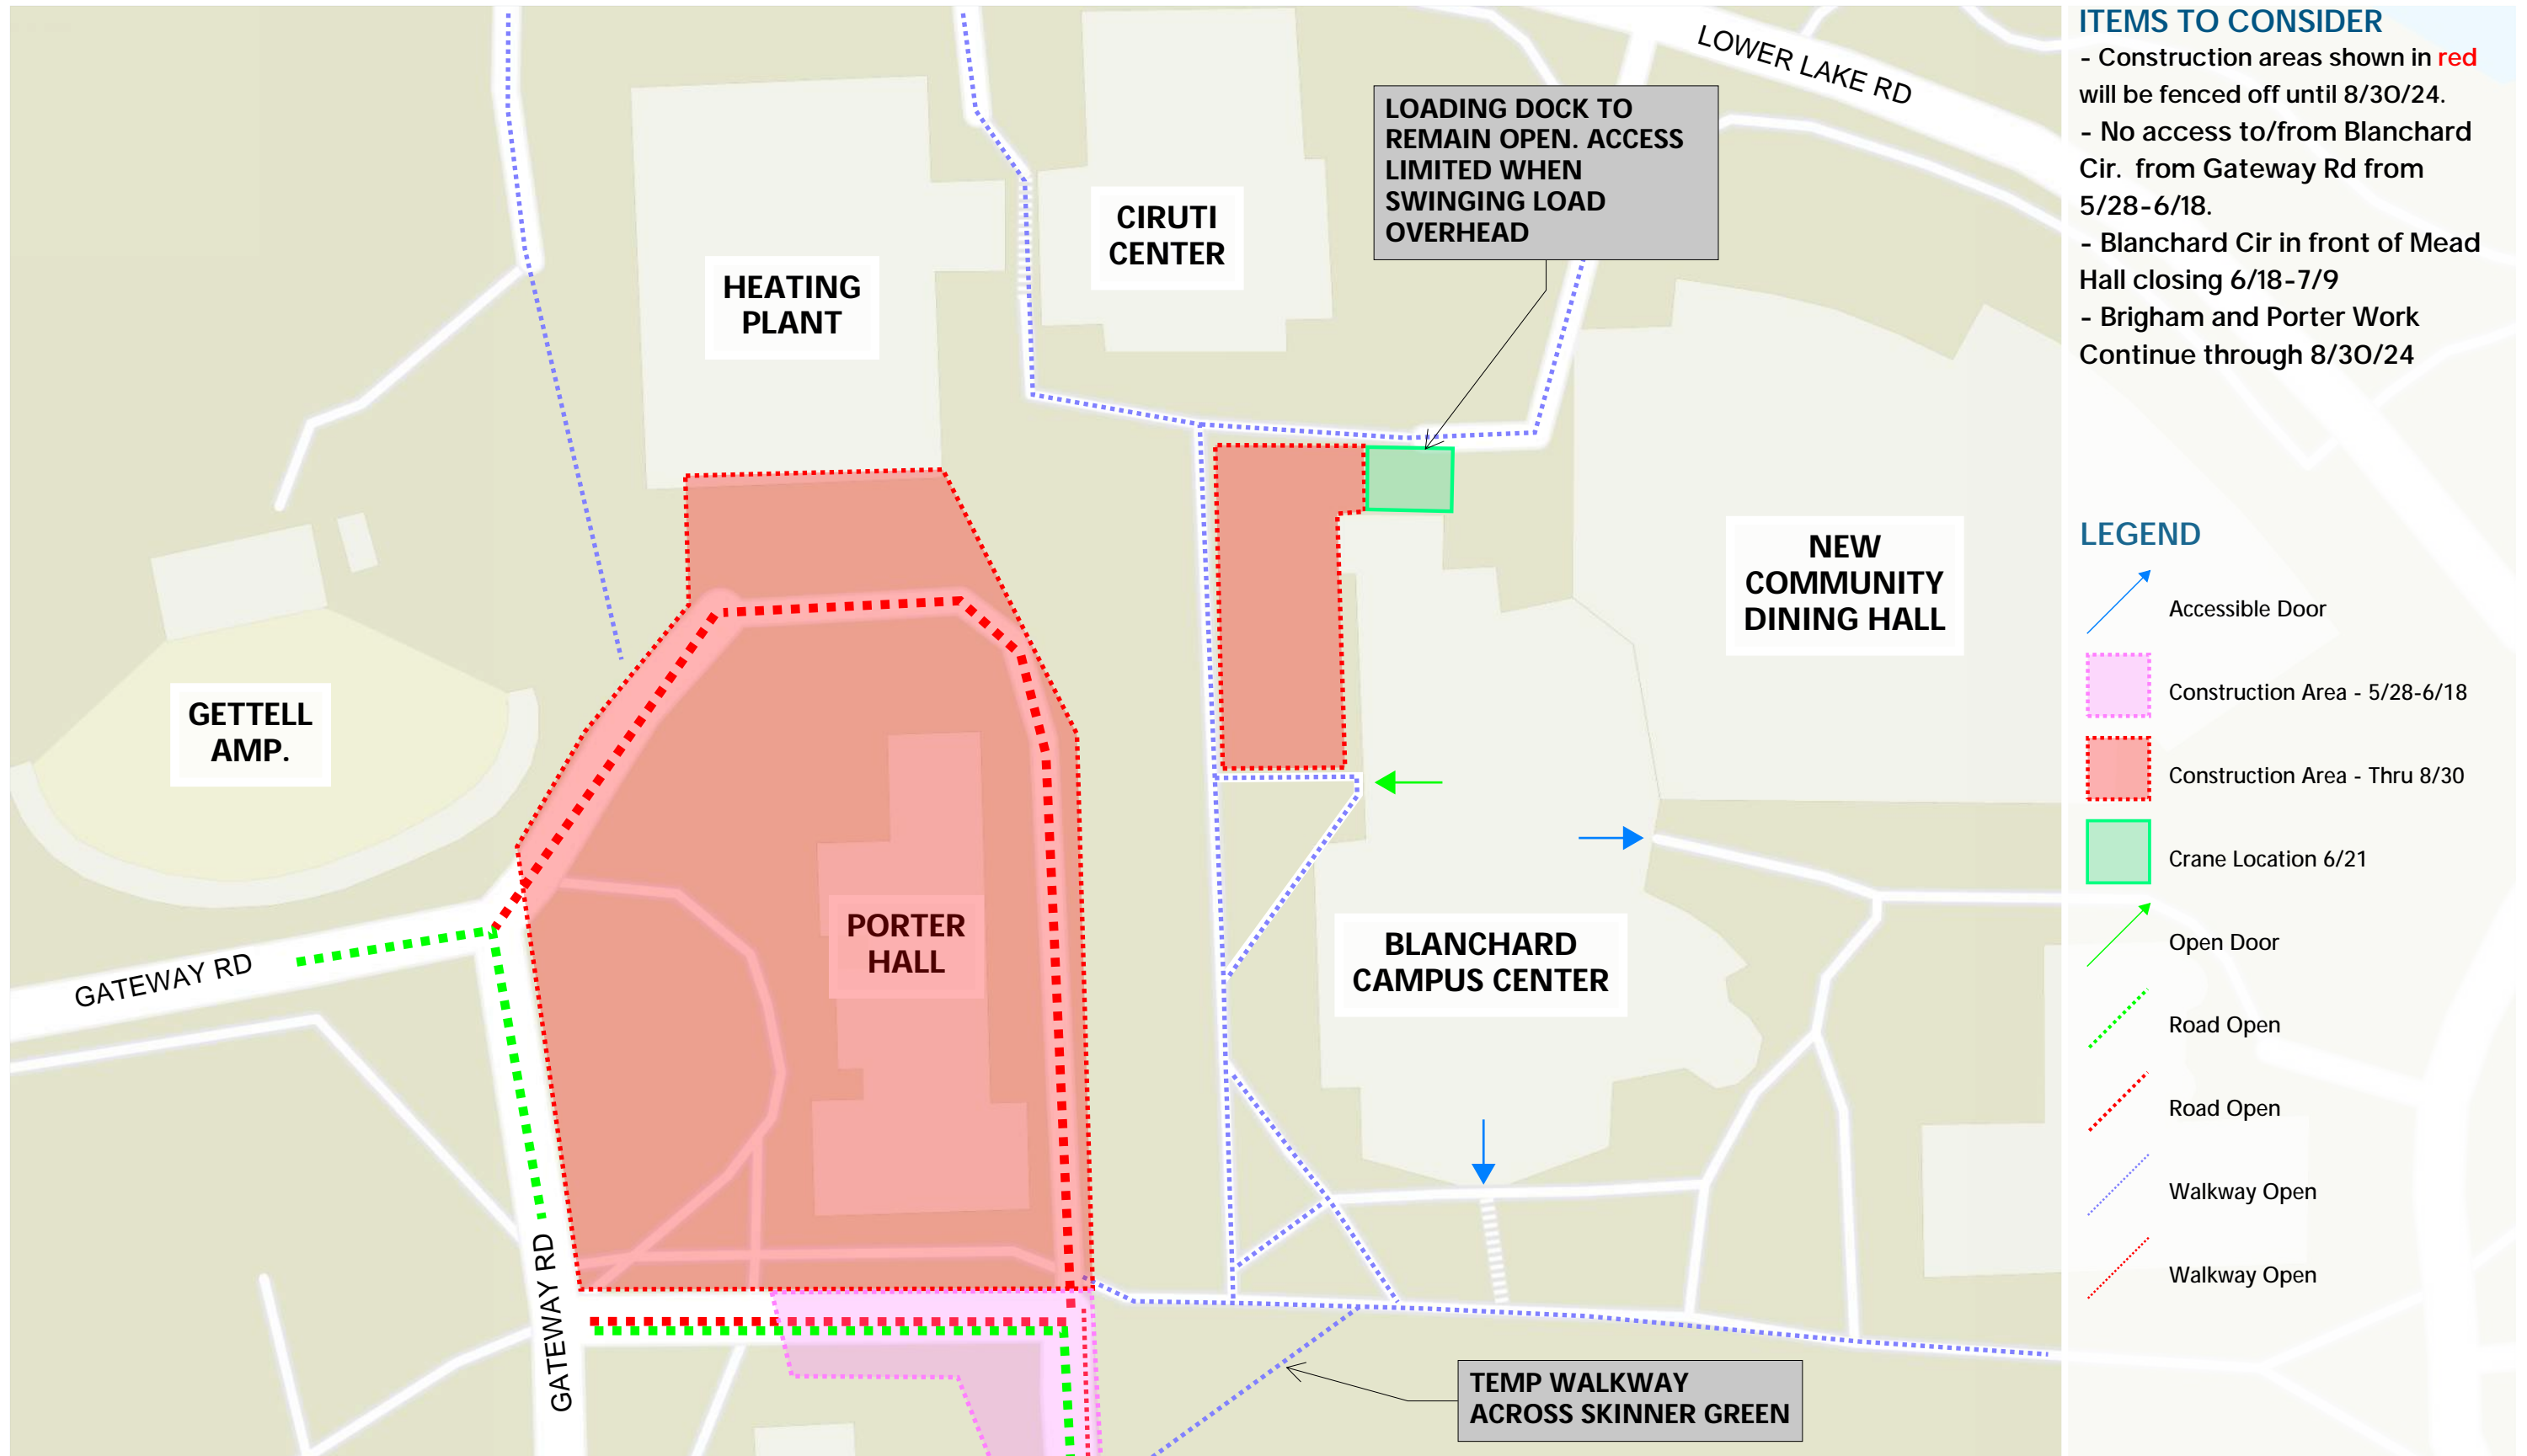 LOWER LAKE RD
LOADING DOCK TO
REMAIN OPEN. ACCESS
LIMITED WHEN
SWINGING LOAD
OVERHEAD
CIRUTI
CENTER
HEATING
PLANT
NEW
COMMUNITY
DINING HALL
GETTELL
AMP.
PORTER
HALL
BLANCHARD
CAMPUS CENTER
GATEWAY RD
GATEWAY RD
TEMP WALKWAY
ACROSS SKINNER GREEN
ITEMS TO CONSIDER
- Construction areas shown in red
will be fenced off until 8/30/24.
- No access to/from Blanchard
Cir. from Gateway Rd from
5/28-6/18.
- Blanchard Cir in front of Mead
Hall closing 6/18-7/9
- Brigham and Porter Work
Continue through 8/30/24
LEGEND
Accessible Door
Construction Area - 5/28-6/18
Construction Area - Thru 8/30
Crane Location 6/21
Open Door
Road Open
Road Open
Walkway Open
Walkway Open